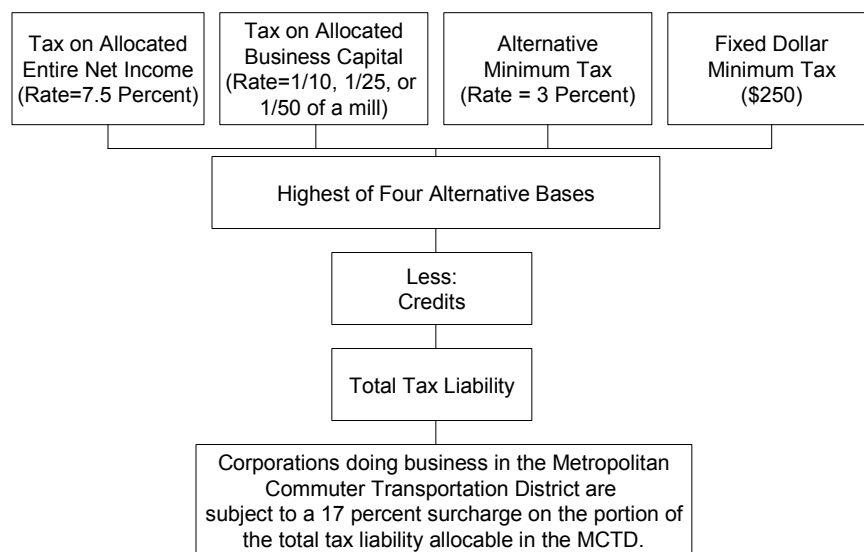 Tax on Allocated
Entire Net Income
(Rate=7.5 Percent)
Tax on Allocated
Business Capital
(Rate=1/10, 1/25, or
1/50 of a mill)
Alternative
Minimum Tax
(Rate = 3 Percent)
Fixed Dollar
Minimum Tax
($250)
Highest of Four Alternative Bases
Less:
Credits
Total Tax Liability
Corporations doing business in the Metropolitan
Commuter Transportation District are
subject to a 17 percent surcharge on the portion of
the total tax liability allocable in the MCTD.